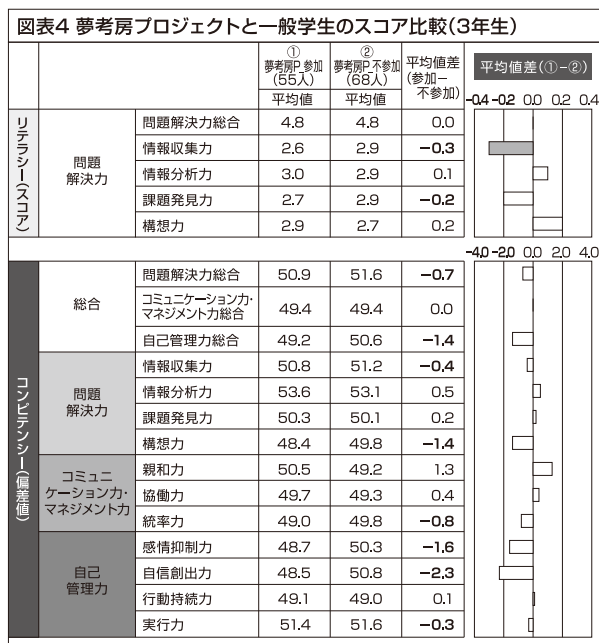 図表4 夢考房プロジェクトと一般学生のスコア比較(3年生)
① 夢考房P_参加 (55人) 平均値
② 夢考房P_不参加 (68人) 平均値
平均値差 (参加ー不参加)
平均値差(①-②)
-0.4 -0.2 0.0 0.2 0.4
リテラシー(スコア)
問題解決力
問題解決力総合 4.8 4.8 0.0
情報収集力 2.6 2.9 -0.3
情報分析力 3.0 2.9 0.1
課題発見力 2.7 2.9 -0.2
構想力 2.9 2.7 0.2
-4.0 -2.0 0.0 2.0 4.0
コンピテンシー(偏差値)
総合
問題解決力総合 50.9 51.6 -0.7
コミュニケーション力・マネジメント力総合 49.4 49.4 0.0
自己管理力総合 49.2 50.6 -1.4
問題解決力
情報収集力 50.8 51.2 -0.4
情報分析力 53.6 53.1 0.5
課題発見力 50.3 50.1 0.2
構想力 48.4 49.8 -1.4
コミュニケーション力・マネジメント力
親和力 50.5 49.2 1.3
協働力 49.7 49.3 0.4
統率力 49.0 49.8 -0.8
自己管理力
感情抑制力 48.7 50.3 -1.6
自信創出力 48.5 50.8 -2.3
行動持続力 49.1 49.0 0.1
実行力 51.4 51.6 -0.3